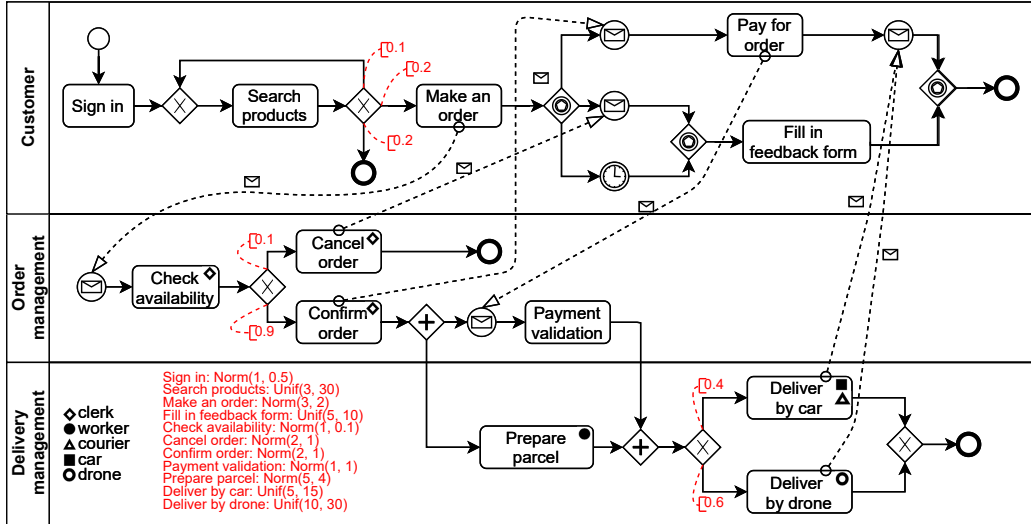 Customer
Sign in
Search
products
0.1
0.2
0.2
Make an
order
Pay for
order
Fill in
feedback form
Order
management
Check
availability
0.1
0.9
Cancel
order
Confirm
order
Payment
validation
Delivery
management
clerk
worker
courier
car
drone
Sign in: Norm(1, 0.5)
Search products: Unif(3, 30)
Make an order: Norm(3, 2)
Fill in feedback form: Unif(5, 10)
Check availability: Norm(1, 0.1)
Cancel order: Norm(2, 1)
Confirm order: Norm(2, 1)
Payment validation: Norm(1, 1)
Prepare parcel: Norm(5, 4)
Deliver by car: Unif(5, 15)
Deliver by drone: Unif(10, 30)
Prepare
parcel
0.4
0.6
Deliver
by car
Deliver
by drone